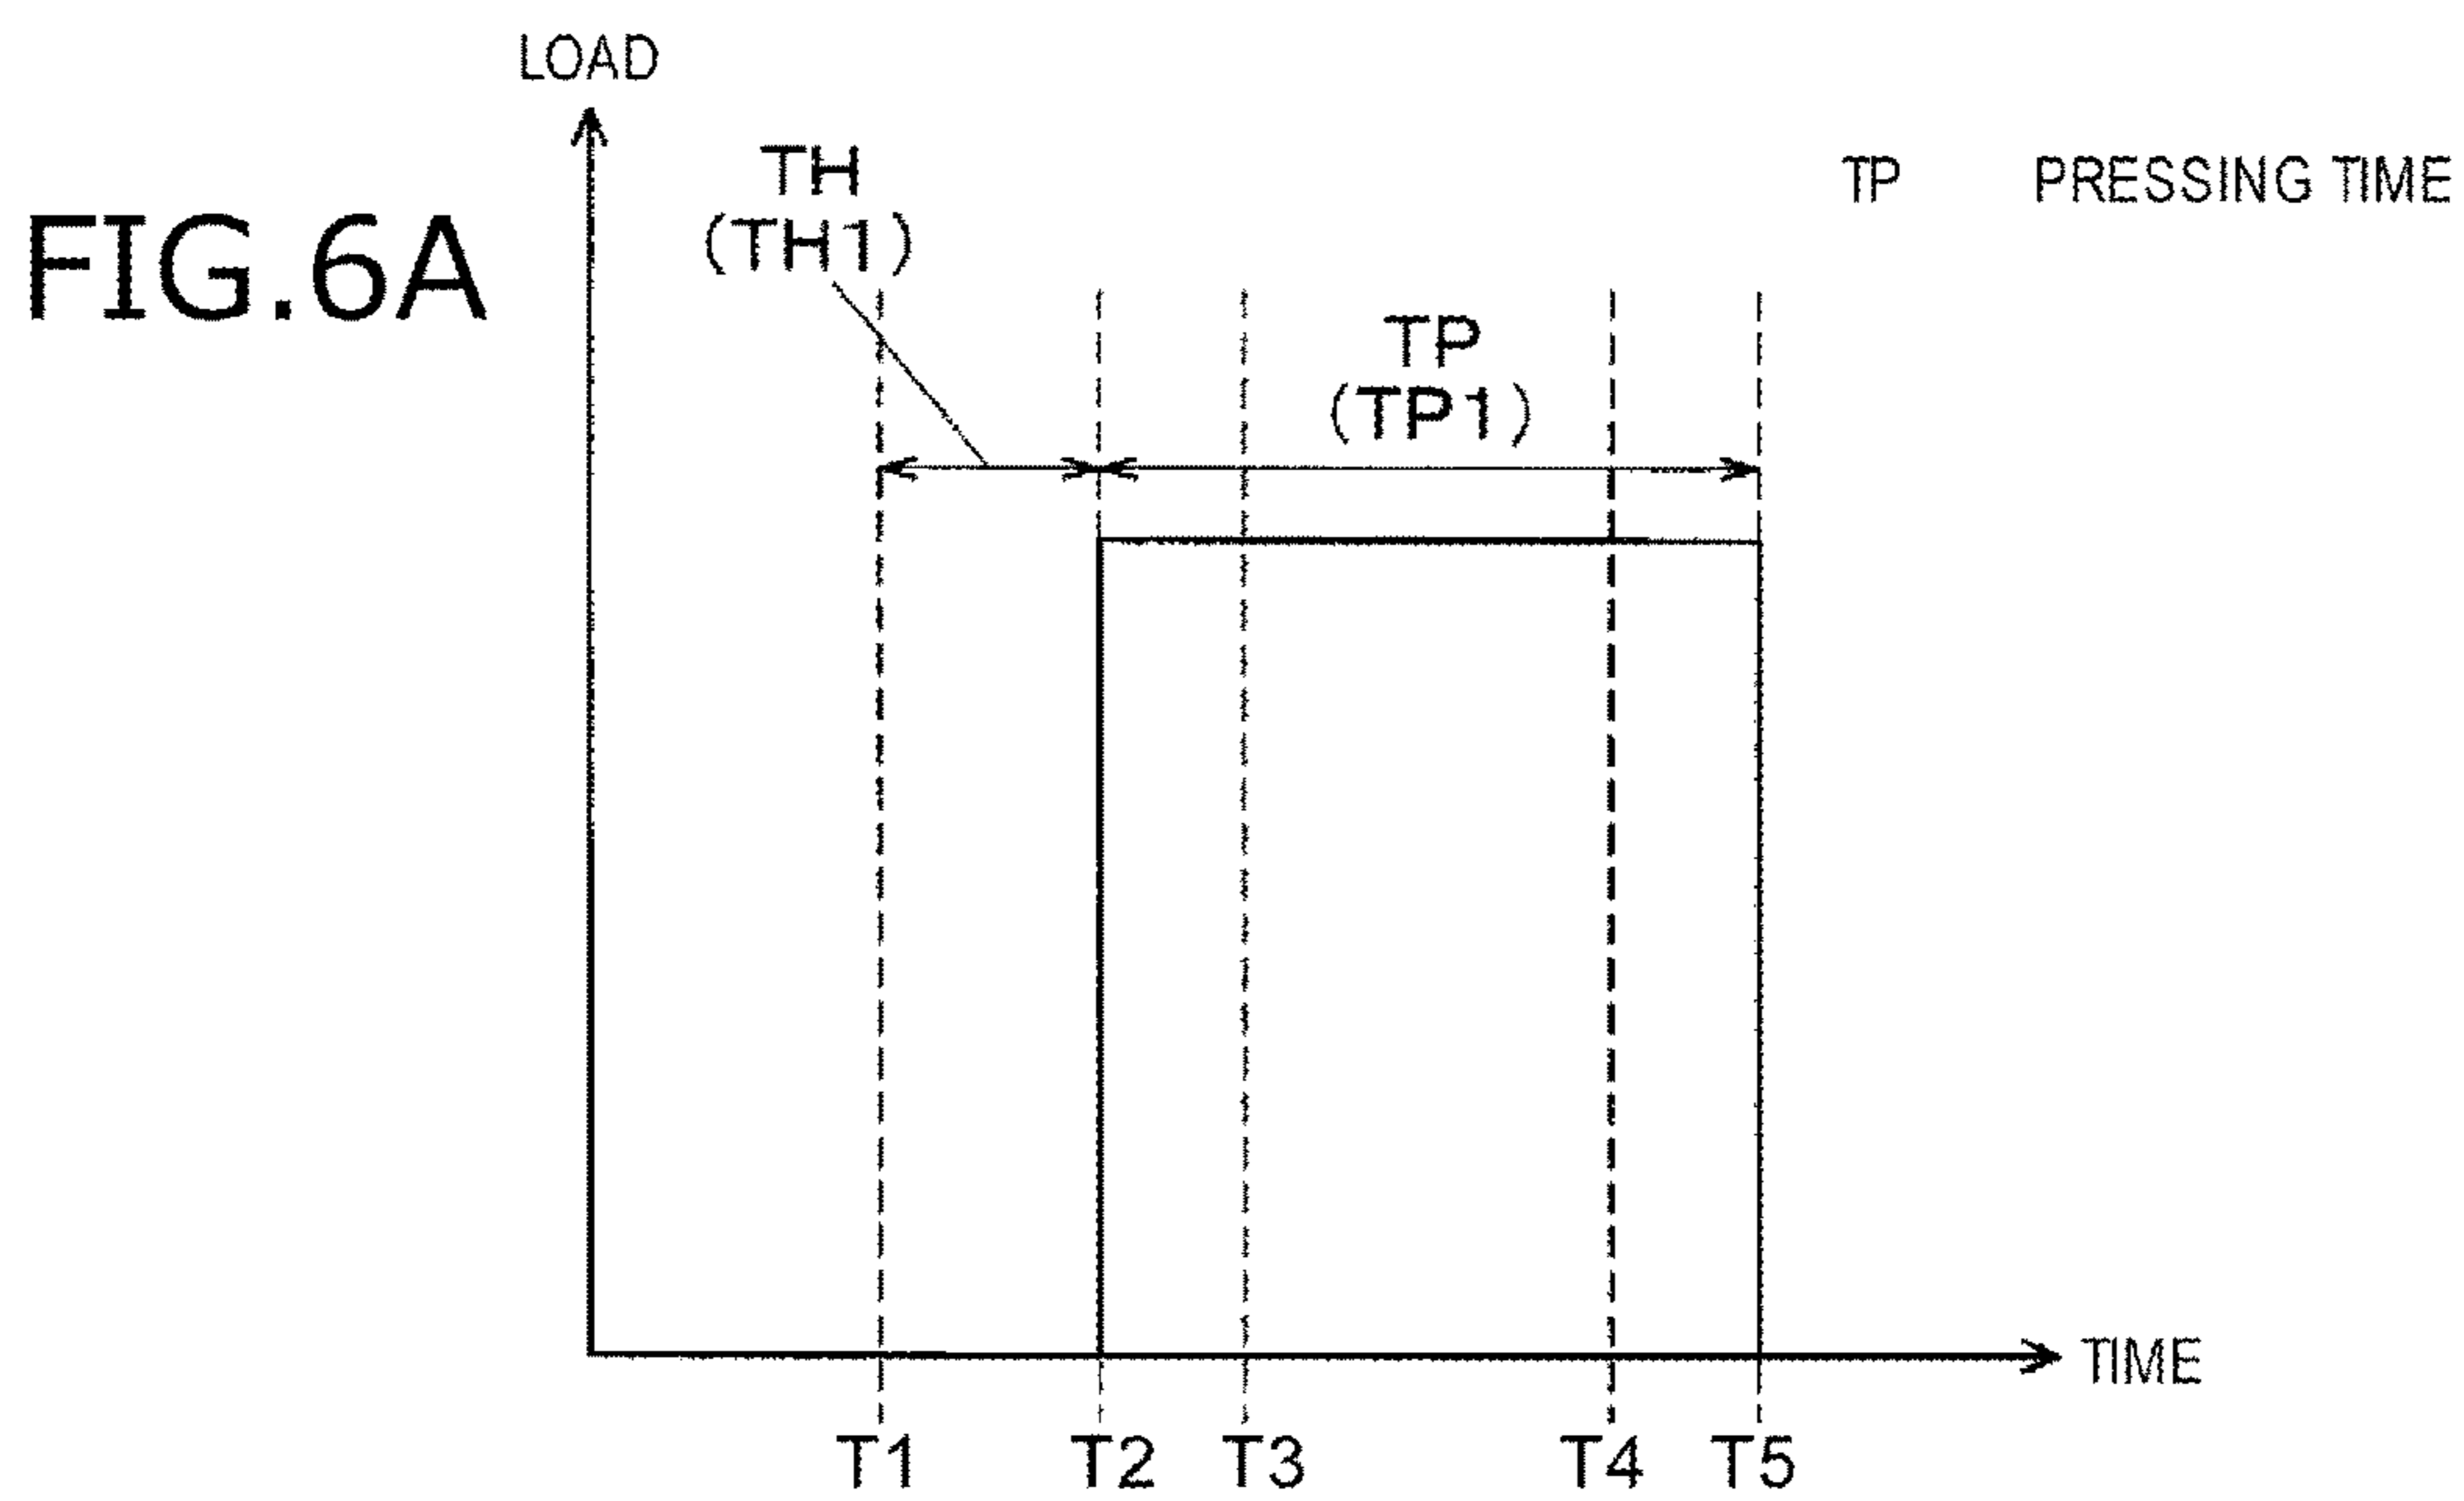 LOAD
FIG.6A
TH
(TH1)
TP PRESSING TIME
TP
(TP1)
TIME
T1 T2 T3 T4 T5